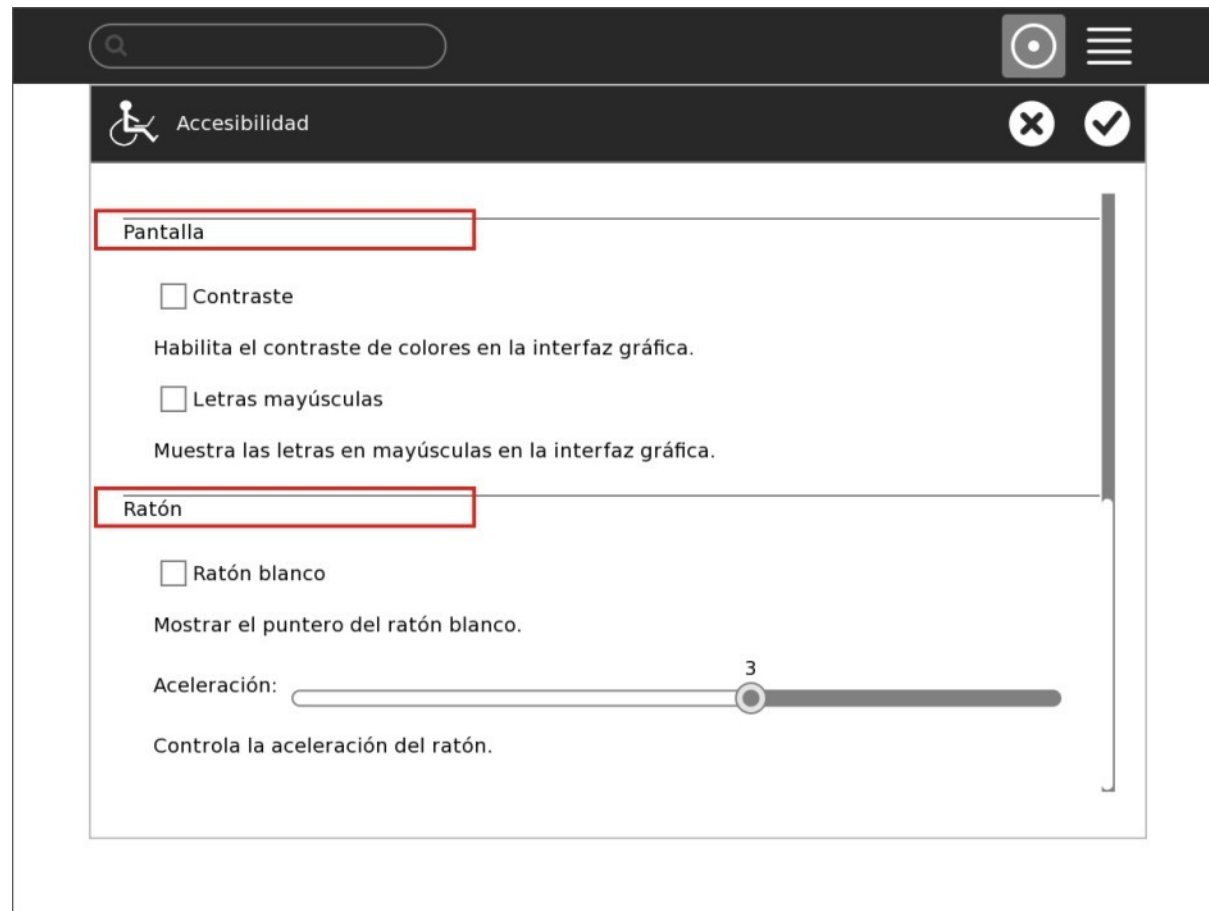 Accesibilidad
Pantalla
Contraste
Habilita el contraste de colores en la interfaz gráfica.
Letras mayúsculas
Muestra las letras en mayúsculas en la interfaz gráfica.
Ratón
Ratón blanco
Mostrar el puntero del ratón blanco.
3
Aceleración:
Controla la aceleración del ratón.